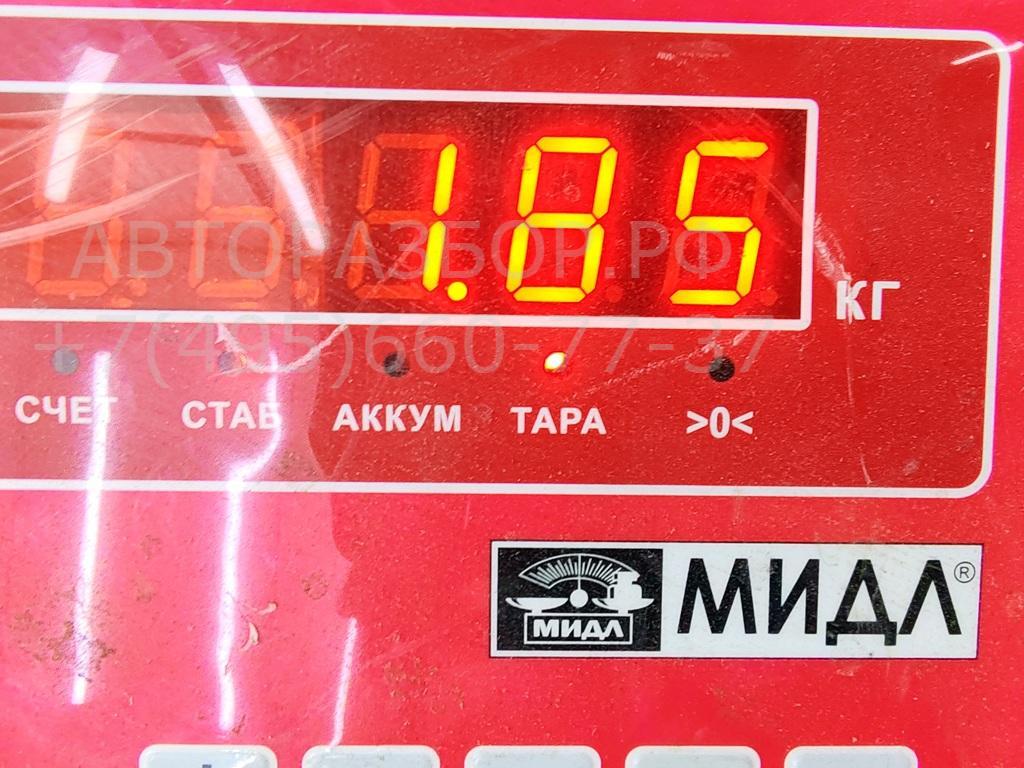 1.85
КГ
АВТОРАЗБОР.РФ
+7(495)660-77-37
СЧЕТ СТАБ АККУМ ТАРА >0<
МИДЛ МИДЛ®